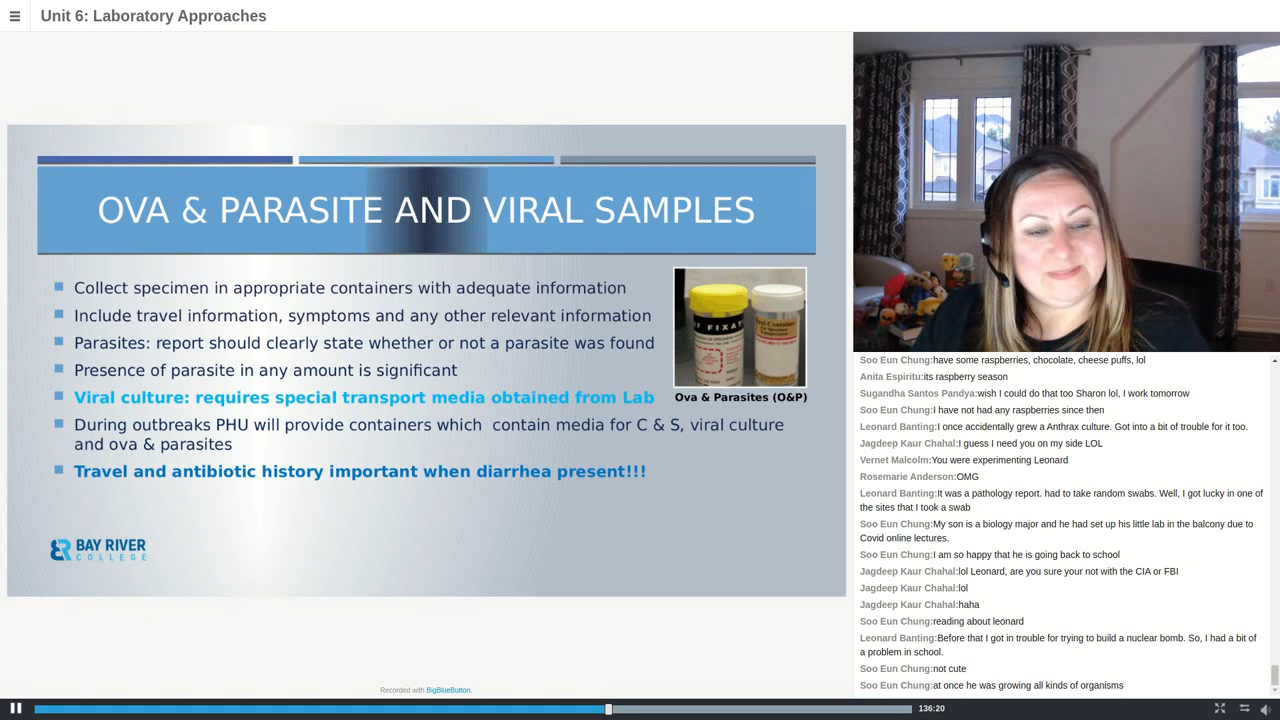 Unit 6: Laboratory Approaches
OVA & PARASITE AND VIRAL SAMPLES
Collect specimen in appropriate containers with adequate information
Include travel information, symptoms and any other relevant information
Parasites: report should clearly state whether or not a parasite was found
Presence of parasite in any amount is significant
Viral culture: requires special transport media obtained from Lab
During outbreaks PHU will provide containers which contain media for C & S, viral culture
and ova & parasites
Travel and antibiotic history important when diarrhea present!!!
OF FIXAT
Ova & Parasites (O&P)
BAY RIVER
COLLEGE
Recorded with BigBlueButton.
Soo Eun Chung:have some raspberries, chocolate, cheese puffs, lol
Anita Espiritu:its raspberry season
Sugandha Santos Pandya:wish I could do that too Sharon lol, I work tomorrow
Soo Eun Chung:I have not had any raspberries since then
Leonard Banting:I once accidentally grew a Anthrax culture. Got into a bit of trouble for it too.
Jagdeep Kaur Chahal:I guess I need you on my side LOL
Vernet Malcolm:You were experimenting Leonard
Rosemarie Anderson:OMG
Leonard Banting:It was a pathology report. had to take random swabs. Well, I got lucky in one of
the sites that I took a swab
Soo Eun Chung:My son is a biology major and he had set up his little lab in the balcony due to
Covid online lectures.
Soo Eun Chung:I am so happy that he is going back to school
Jagdeep Kaur Chahal:lol Leonard, are you sure your not with the CIA or FBI
Jagdeep Kaur Chahal:lol
Jagdeep Kaur Chahal:haha
Soo Eun Chung:reading about leonard
Leonard Banting:Before that I got in trouble for trying to build a nuclear bomb. So, I had a bit of
a problem in school.
Soo Eun Chung:not cute
Soo Eun Chung:at once he was growing all kinds of organisms
136:20